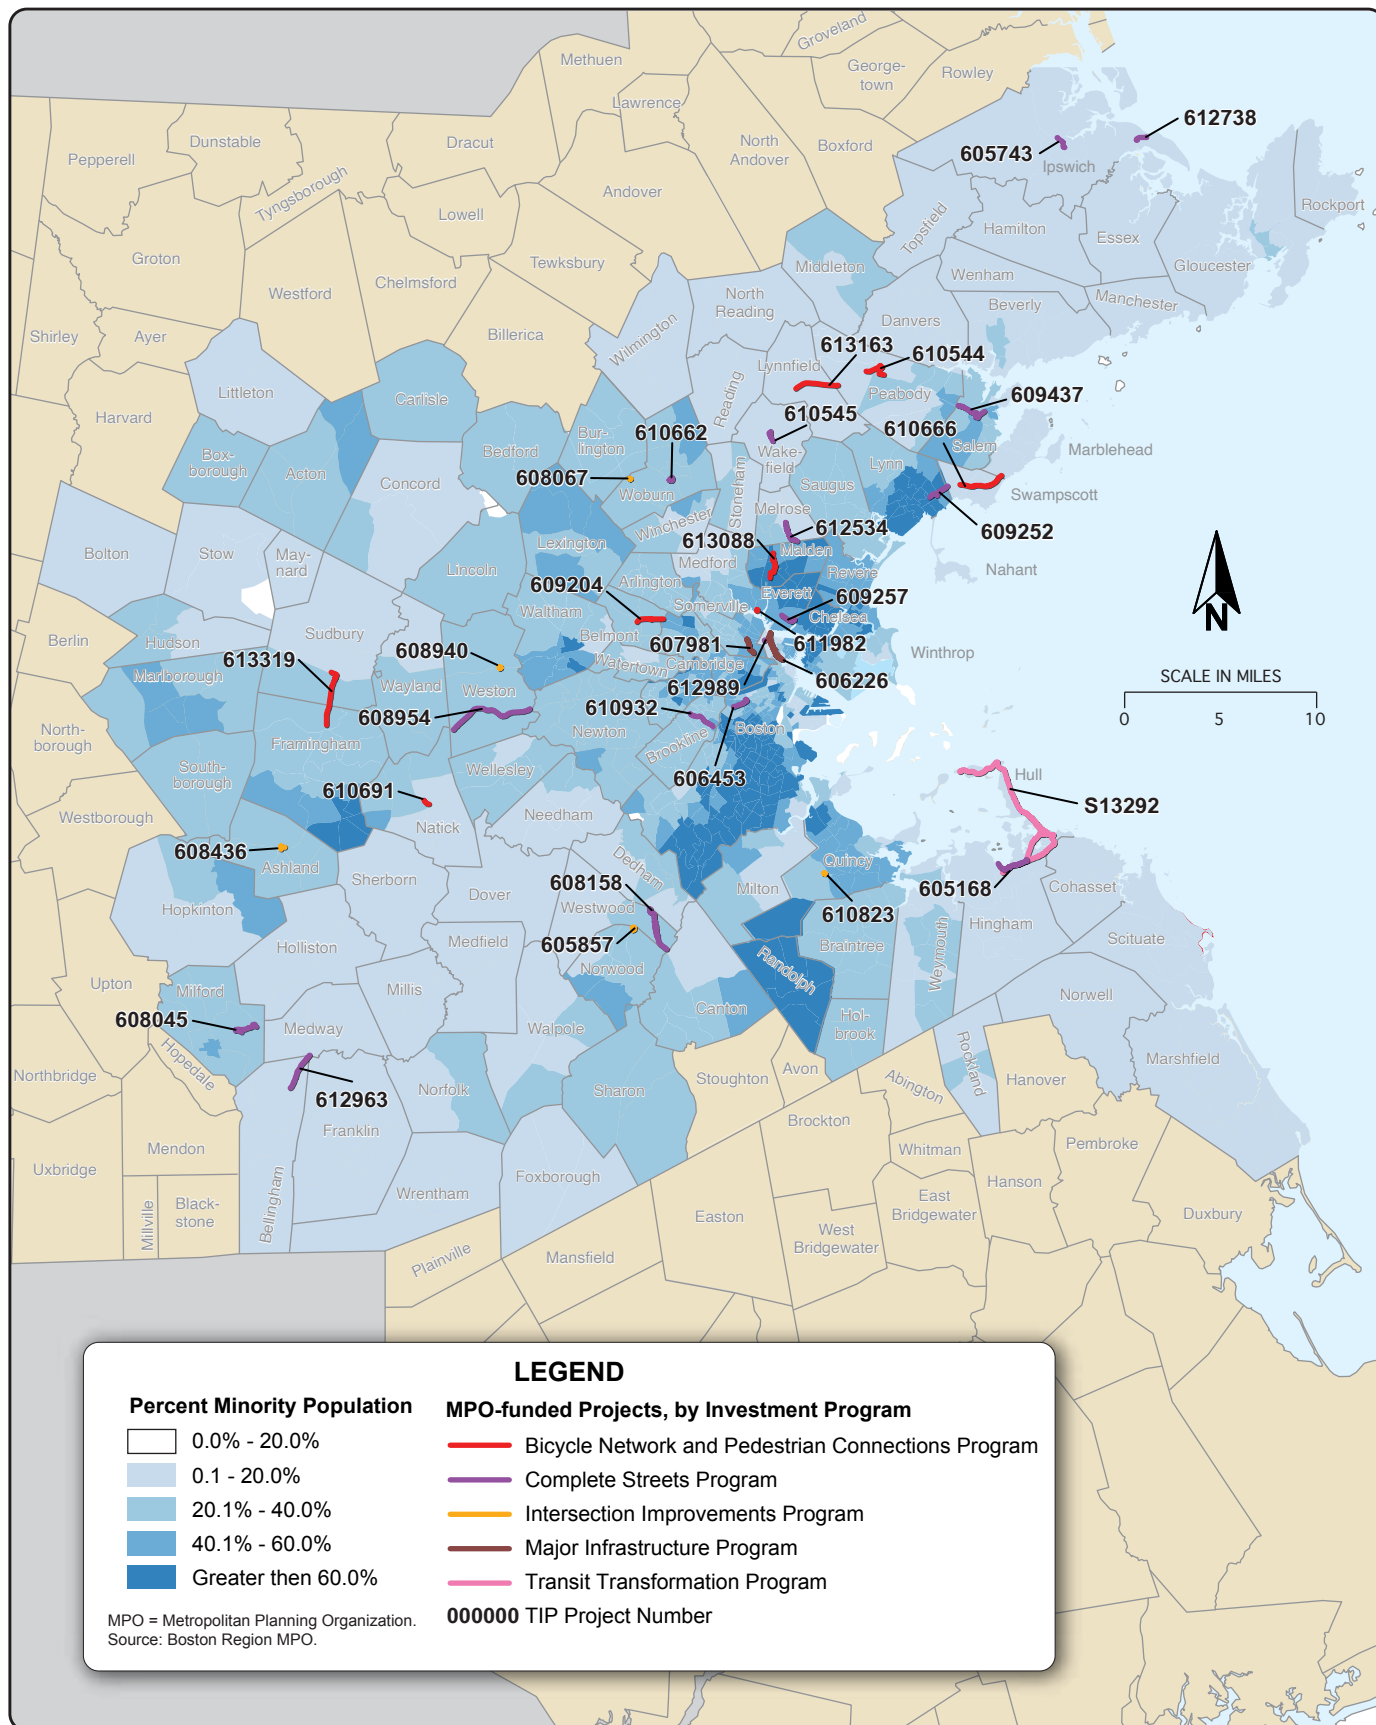 Groveland
Methuen
George-
town
Rowley
Lawrence
612738
Dunstable
Dracut
North
Andover
Boxford
605743
Pepperell
Ipswich
Tyngsborough
Andover
Rockport
Lowell
Topsfield
Hamilton
Essex
Groton
Tewksbury
Middleton
Gloucester
Chelmsford
Wenham
Westford
North
Reading
Beverly
Manchester
Shirley
Ayer
Billerica
Wilmington
Danvers
613163
610544
Lynnfield
Littleton
Reading
Peabody
609437
Carlisle
Harvard
610545
610666
Bur-
lington
610662
Salem
Marblehead
Box-
borough
Acton
Bedford
Wake-
field
Lynn
Concord
608067
Woburn
Stoneham
Saugus
Swampscott
Melrose
612534
609252
Winchester
613088
Malden
Bolton
Stow
May-
nard
Lexington
Medford
Revere
Nahant
Lincoln
Arlington
Everett
609204
609257
Somerville
Waltham
Chelsea
Berlin
Hudson
Sudbury
Belmont
607981
611982
N
613319
608940
Watertown
Cambridge
Winthrop
Marlborough
Wayland
Weston
612989
606226
SCALE IN MILES
610932
608954
0
5
10
North-
borough
Framingham
Newton
Brookline
Boston
South-
borough
Wellesley
606453
Hull
610691
S13292
Westborough
Natick
Needham
608436
Ashland
Dedham
Quincy
Sherborn
608158
Milton
605168
Hopkinton
Dover
Westwood
610823
Cohasset
Hingham
605857
Holliston
Medfield
Braintree
Weymouth
Scituate
Norwood
Randolph
Upton
Milford
Millis
Norwell
Canton
608045
Medway
Hol-
brook
Walpole
Hopedale
Rockland
Marshfield
Northbridge
Norfolk
Sharon
Stoughton
Avon
Abington
Hanover
612963
Brockton
Franklin
Pembroke
Mendon
Whitman
Uxbridge
Foxborough
Hanson
Bellingham
Wrentham
East
Bridgewater
Millville
Black-
stone
Easton
Duxbury
West
Bridgewater
Plainville
Mansfield
LEGEND
Percent Minority Population
0.0% - 20.0%
0.1 - 20.0%
20.1% - 40.0%
40.1% - 60.0%
Greater then 60.0%
MPO = Metropolitan Planning Organization.
Source: Boston Region MPO.
MPO-funded Projects, by Investment Program
Bicycle Network and Pedestrian Connections Program
Complete Streets Program
Intersection Improvements Program
Major Infrastructure Program
Transit Transformation Program
000000 TIP Project Number